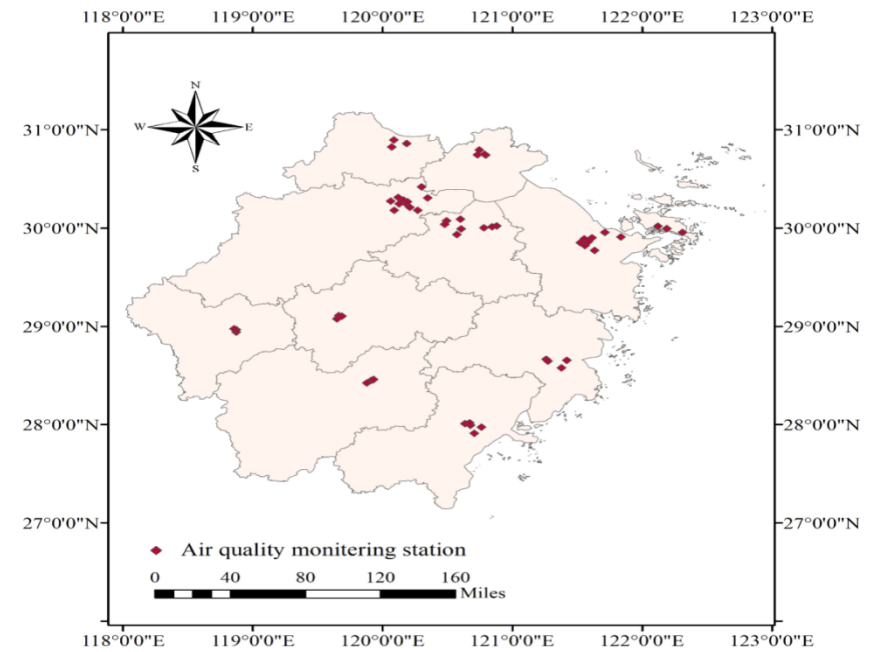 118°0'0"E 119°0'0"E 120°0'0"E 121°0'0"E 122°0'0"E 123°0'0"E
N
W E
S
31°0'0"N 31°0'0"N
30°0'0"N 30°0'0"N
29°0'0"N 29°0'0"N
28°0'0"N 28°0'0"N
27°0'0"N 27°0'0"N
Air quality monitering station
0 40 80 120 160
Miles
118°0'0"E 119°0'0"E 120°0'0"E 121°0'0"E 122°0'0"E 123°0'0"E